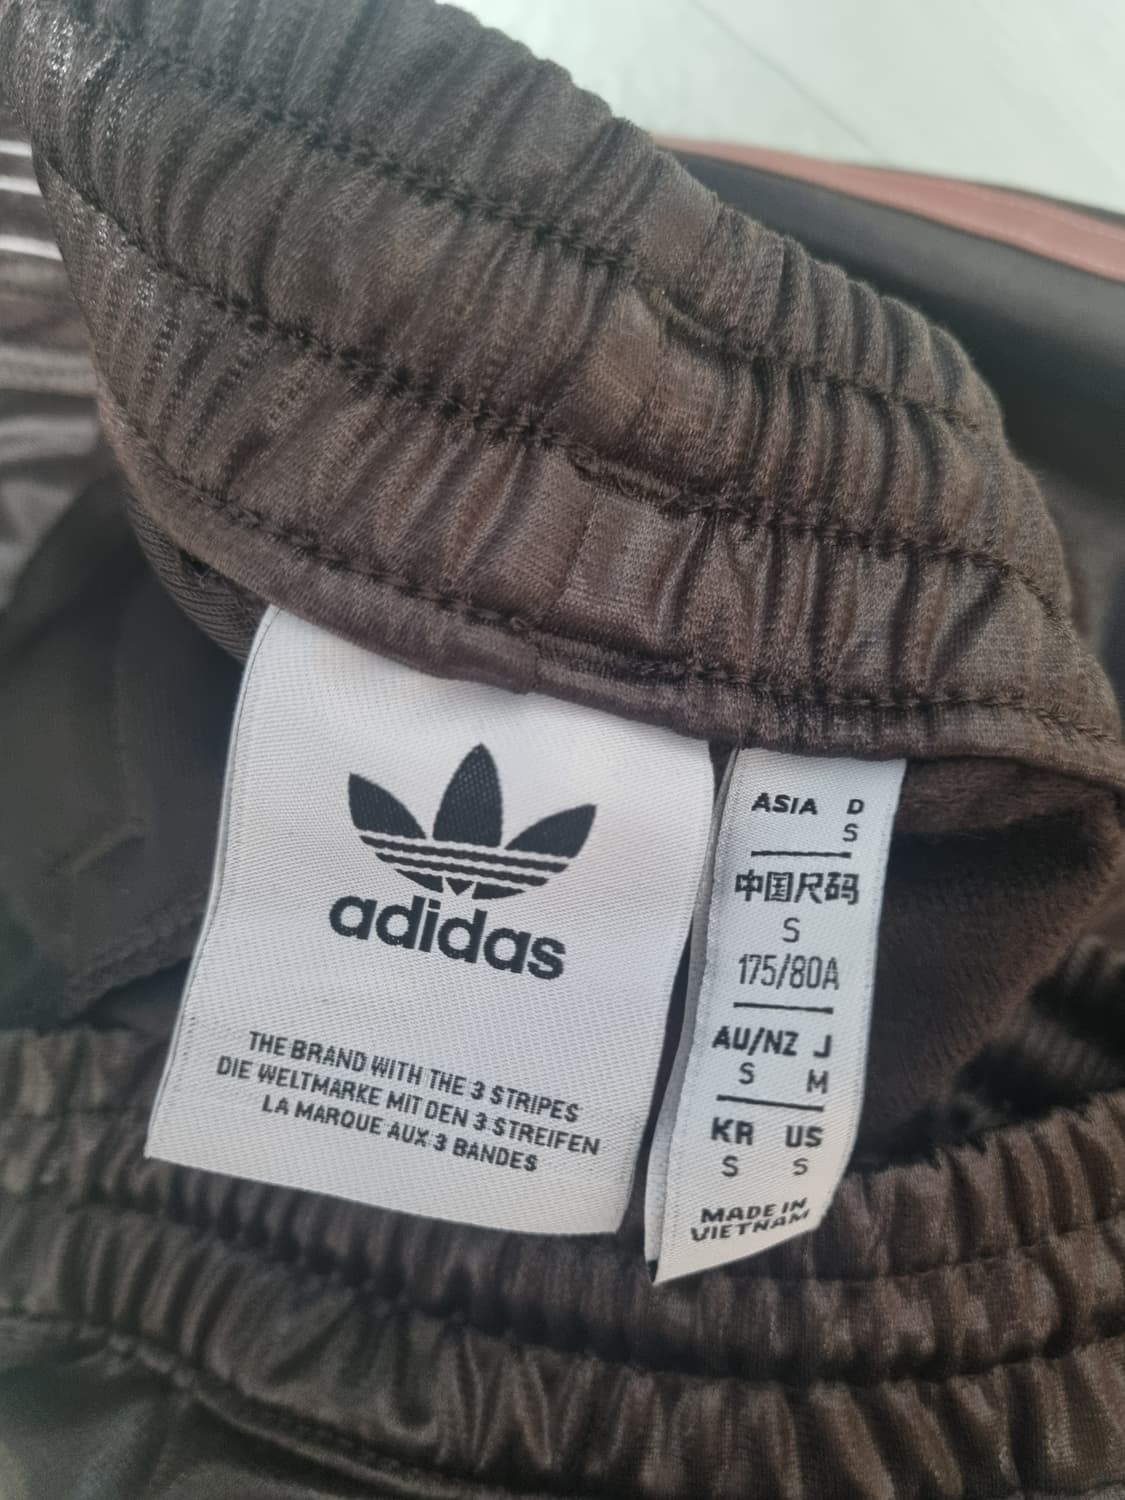 adidas
THE BRAND WITH THE 3 STRIPES
DIE WELTMARKE MIT DEN 3 STREIFEN
LA MARQUE AUX 3 BANDES
ASIA D
S
中国尺码
S
175/80A
AU/NZ J
S M
KR US
S S
MADE IN
VIETNAM